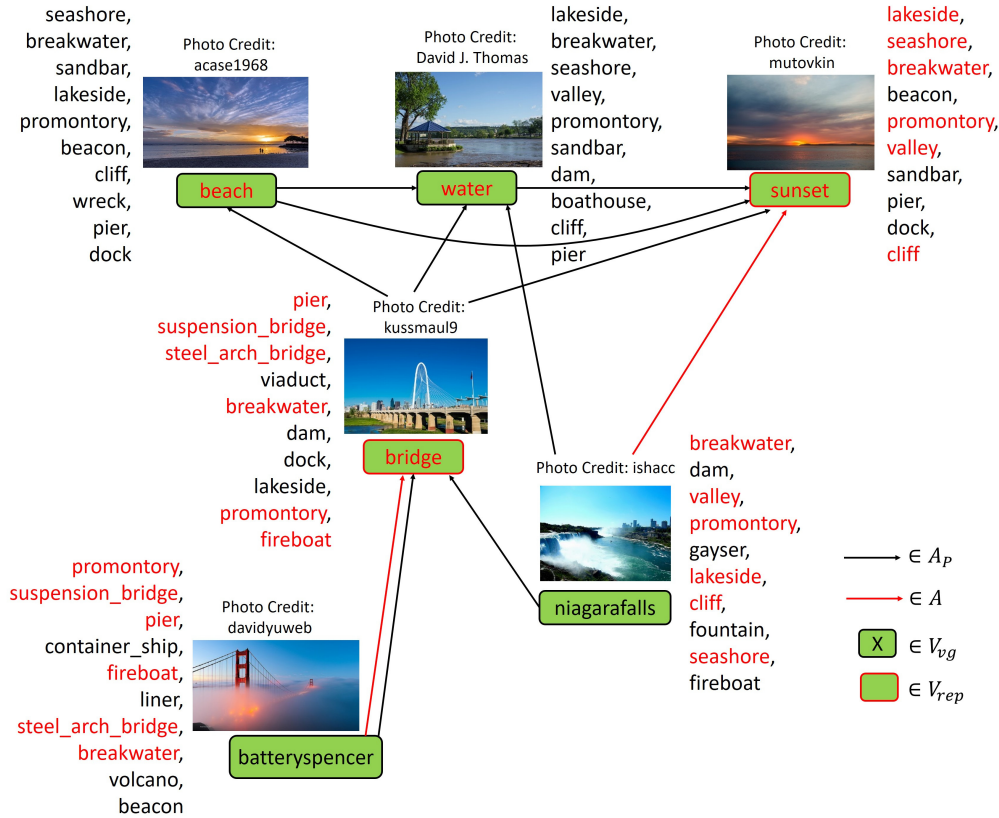 seashore,
breakwater,
sandbar,
lakeside,
promontory,
beacon,
cliff,
wreck,
pier,
dock
Photo Credit:
acase1968
beach
Photo Credit:
David J. Thomas
water
lakeside,
breakwater,
seashore,
valley,
promontory,
sandbar,
dam,
boathouse,
cliff,
pier
Photo Credit:
mutovkin
sunset
lakeside,
seashore,
breakwater,
beacon,
promontory,
valley,
sandbar,
pier,
dock,
cliff
pier,
suspension_bridge,
steel_arch_bridge,
viaduct,
breakwater,
dam,
dock,
lakeside,
promontory,
fireboat
Photo Credit:
kussmaul9
bridge
Photo Credit: ishacc
niagarafalls
breakwater,
dam,
valley,
promontory,
gayser,
lakeside,
cliff,
fountain,
seashore,
fireboat
promontory,
suspension_bridge,
pier,
container_ship,
fireboat,
liner,
steel_arch_bridge,
breakwater,
volcano,
beacon
Photo Credit:
davidyuweb
batteryspencer
∈ A_P
∈ A
X ∈ V_vg
∈ V_rep